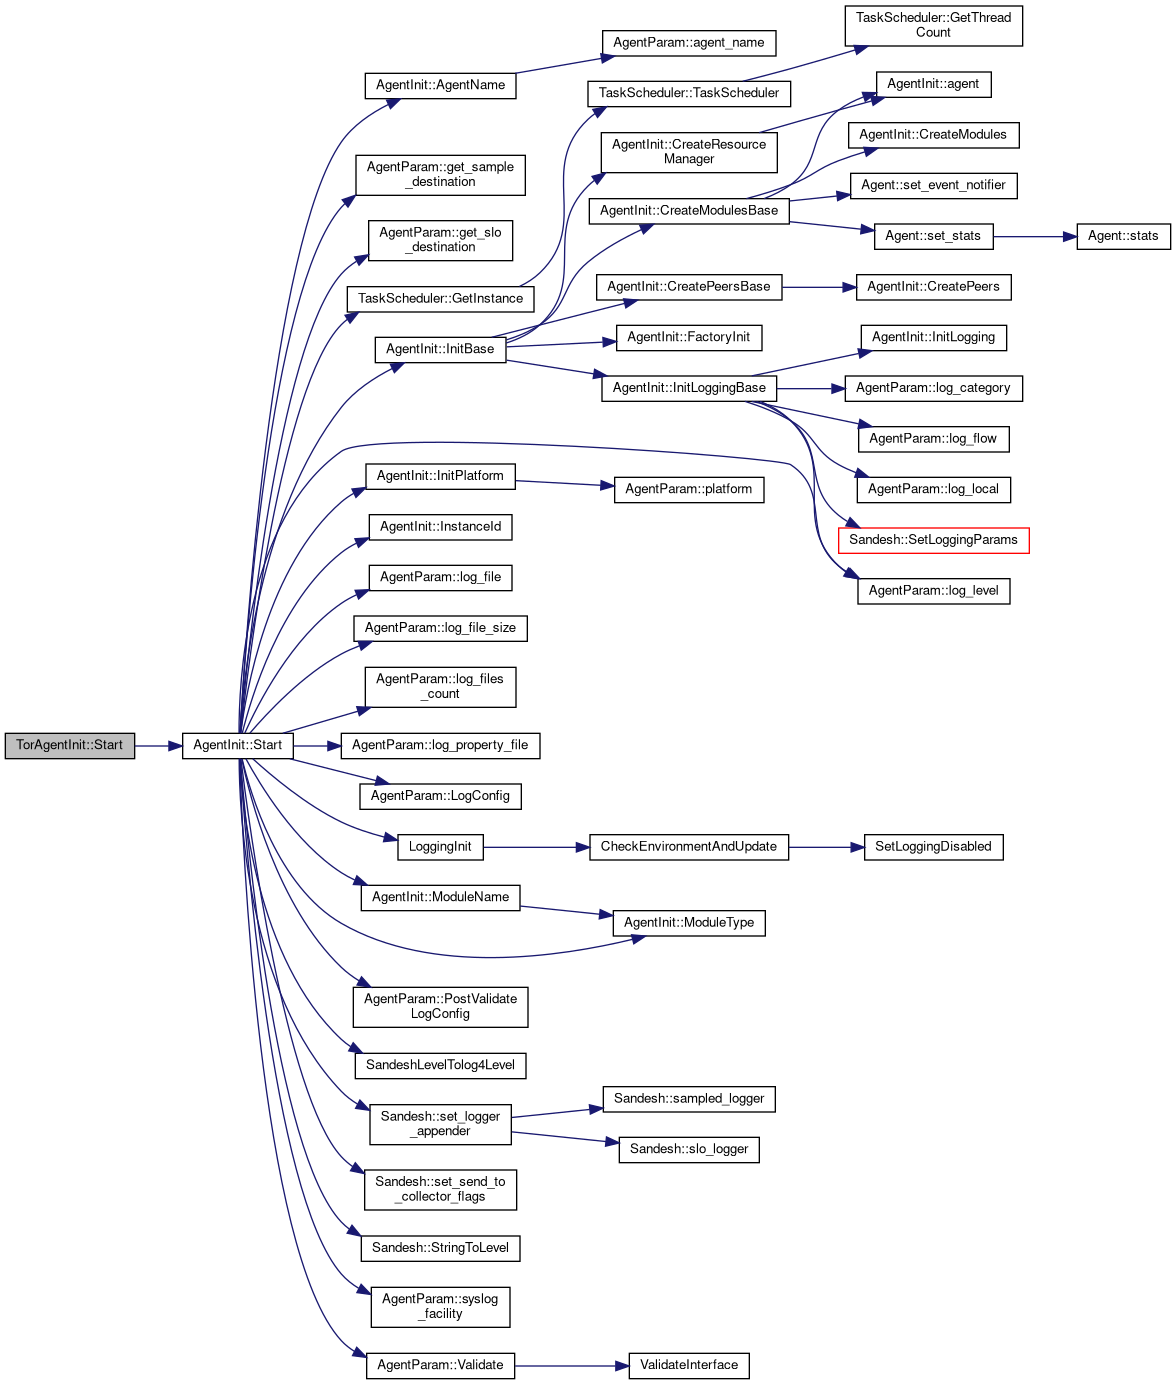 TorAgentInit::Start
AgentInit::Start
AgentInit::AgentName
AgentParam::agent_name
AgentParam::get_sample
_destination
AgentParam::get_slo
_destination
TaskScheduler::GetInstance
TaskScheduler::TaskScheduler
TaskScheduler::GetThread
Count
AgentInit::InitBase
AgentInit::CreateResource
Manager
AgentInit::agent
AgentInit::CreateModulesBase
AgentInit::CreateModules
Agent::set_event_notifier
Agent::set_stats
Agent::stats
AgentInit::CreatePeersBase
AgentInit::CreatePeers
AgentInit::FactoryInit
AgentInit::InitLoggingBase
AgentInit::InitLogging
AgentParam::log_category
AgentParam::log_flow
AgentParam::log_local
Sandesh::SetLoggingParams
AgentParam::log_level
AgentInit::InitPlatform
AgentParam::platform
AgentInit::InstanceId
AgentParam::log_file
AgentParam::log_file_size
AgentParam::log_files
_count
AgentParam::log_property_file
AgentParam::LogConfig
LoggingInit
CheckEnvironmentAndUpdate
SetLoggingDisabled
AgentInit::ModuleName
AgentInit::ModuleType
AgentParam::PostValidate
LogConfig
SandeshLevelTolog4Level
Sandesh::set_logger
_appender
Sandesh::sampled_logger
Sandesh::slo_logger
Sandesh::set_send_to
_collector_flags
Sandesh::StringToLevel
AgentParam::syslog
_facility
AgentParam::Validate
ValidateInterface